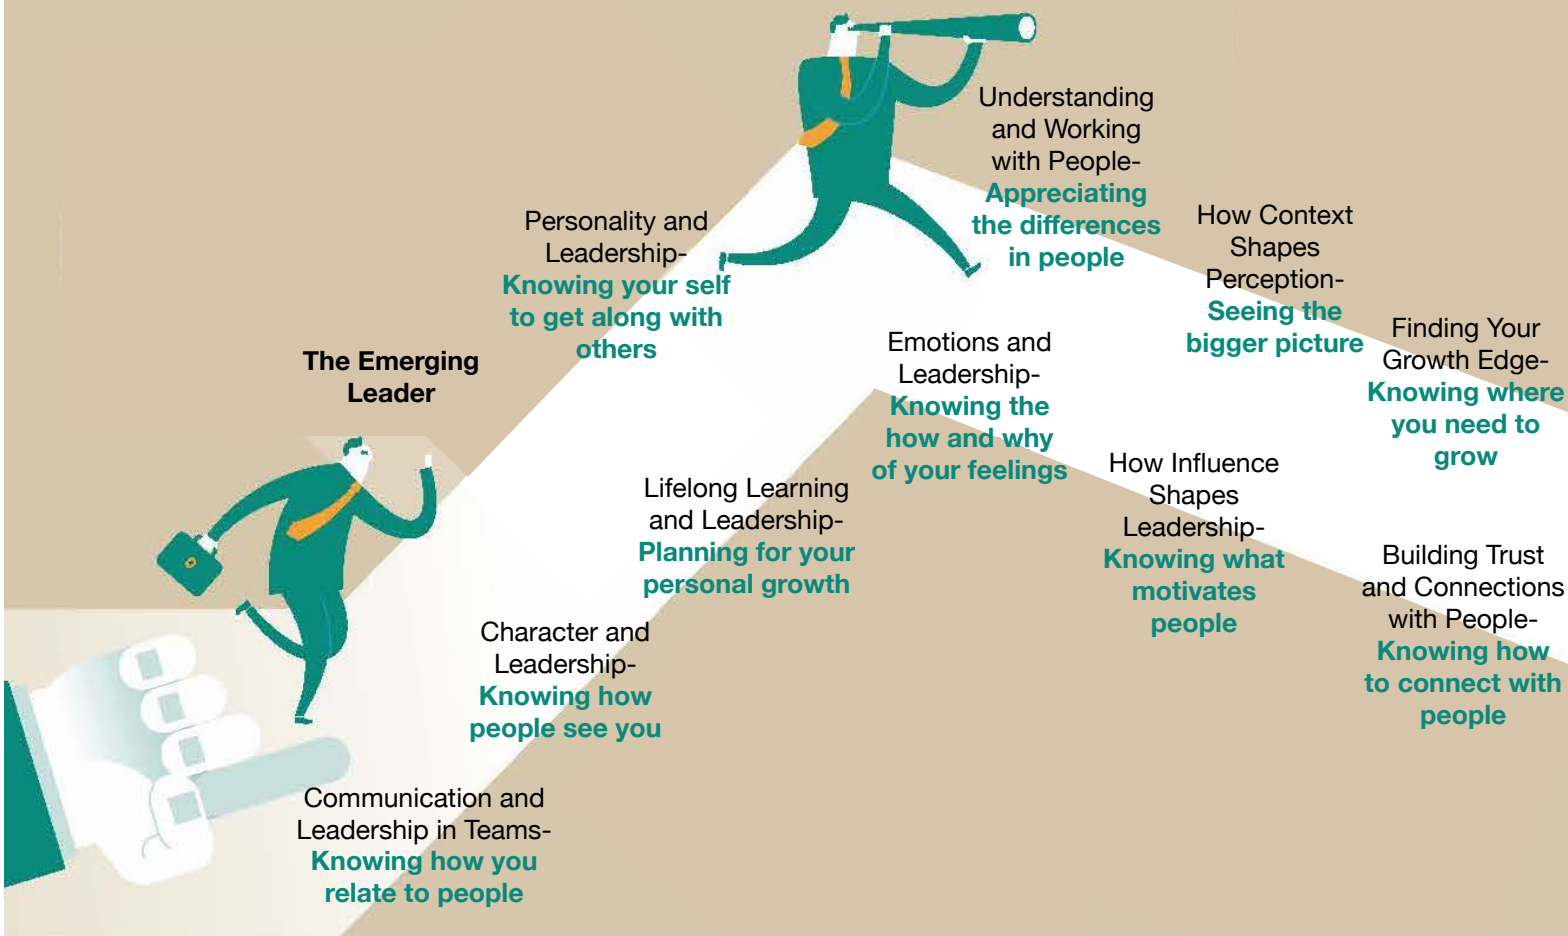 The Emerging
Leader
Personality and
Leadership-
Knowing your self
to get along with
others
Understanding
and Working
with People-
Appreciating
the differences
in people
How Context
Shapes
Perception-
Seeing the
bigger picture
Finding Your
Growth Edge-
Knowing where
you need to
grow
Communication and
Leadership in Teams-
Knowing how you
relate to people
Character and
Leadership-
Knowing how
people see you
Lifelong Learning
and Leadership-
Planning for your
personal growth
Emotions and
Leadership-
Knowing the
how and why
of your feelings
How Influence
Shapes
Leadership-
Knowing what
motivates
people
Building Trust
and Connections
with People-
Knowing how
to connect with
people